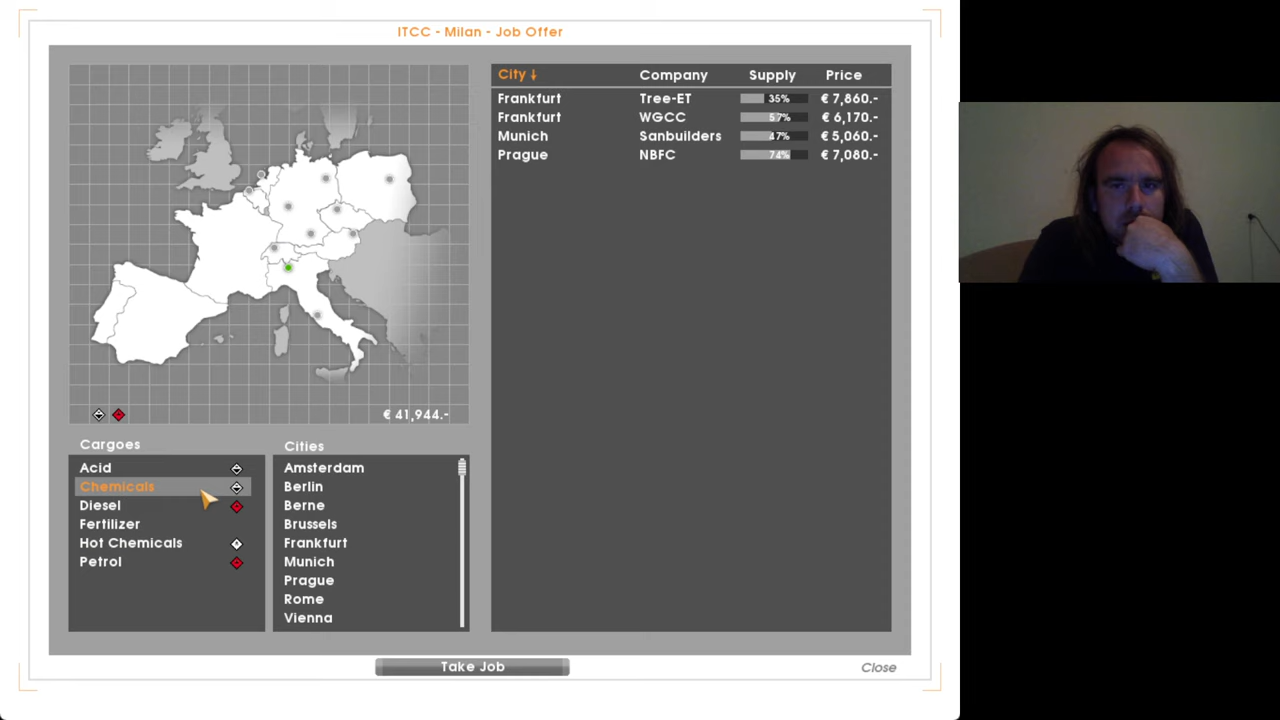 ITCC - Milan - Job Offer
City ↓ Company Supply Price
Frankfurt Tree-ET 35% € 7,860.-
Frankfurt WGCC 57% € 6,170.-
Munich Sanbuilders 47% € 5,060.-
Prague NBFC 74% € 7,080.-
€ 41,944.-
Cargoes
Acid
Chemicals
Diesel
Fertilizer
Hot Chemicals
Petrol
Cities
Amsterdam
Berlin
Berne
Brussels
Frankfurt
Munich
Prague
Rome
Vienna
Take Job
Close